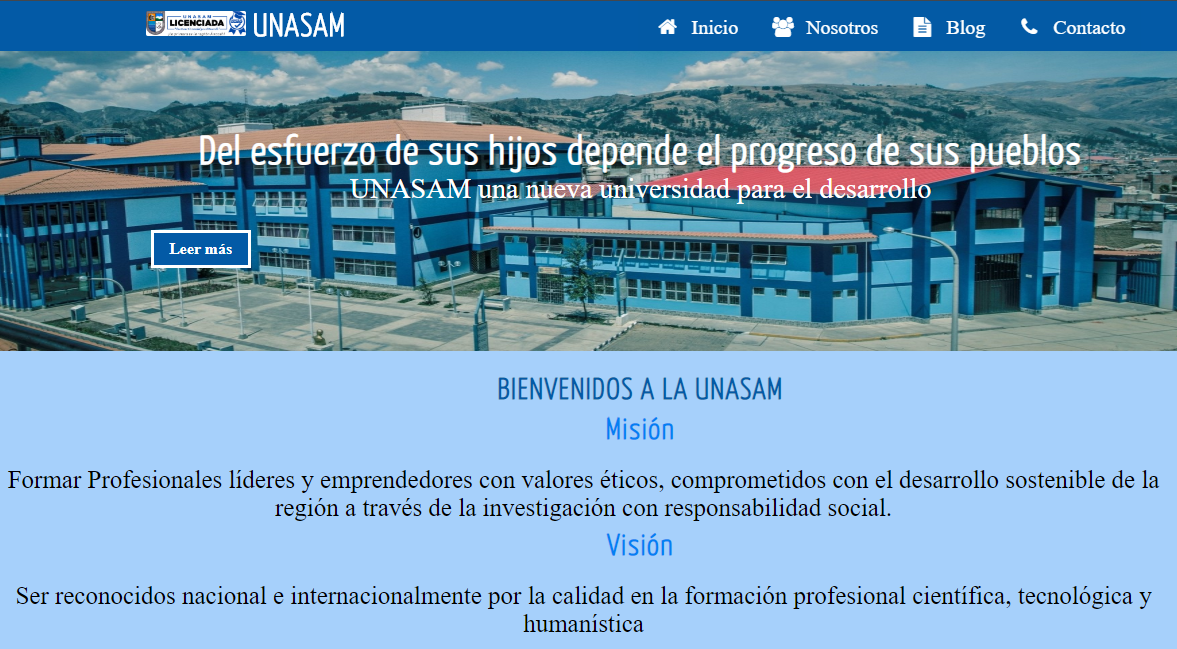 UNASAM
LICENCIADA
UNASAM
Inicio
Nosotros
Blog
Contacto
Del esfuerzo de sus hijos depende el progreso de sus pueblos
UNASAM una nueva universidad para el desarrollo
Leer más
BIENVENIDOS A LA UNASAM
Misión
Formar Profesionales líderes y emprendedores con valores éticos, comprometidos con el desarrollo sostenible de la
región a través de la investigación con responsabilidad social.
Visión
Ser reconocidos nacional e internacionalmente por la calidad en la formación profesional científica, tecnológica y
humanística